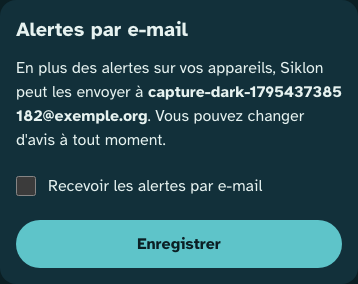 Alertes par e-mail
En plus des alertes sur vos appareils, Siklon
peut les envoyer à capture-dark-1795437385
182@exemple.org. Vous pouvez changer
d'avis à tout moment.
Recevoir les alertes par e-mail
Enregistrer